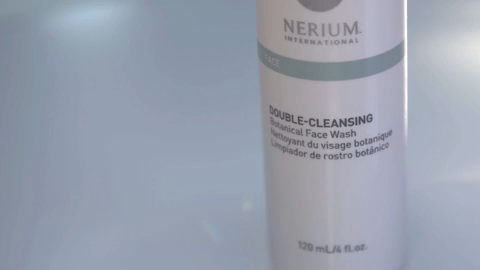 NERIUM
INTERNATIONAL
FACE
DOUBLE-CLEANSING
Botanical Face Wash
Nettoyant du visage botanique
Limpiador de rostro botánico
120 mL/4 fl.oz.